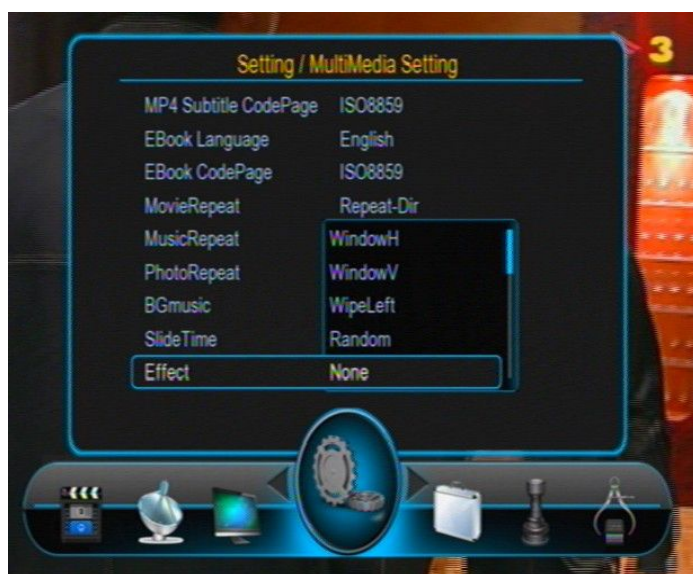 3
Setting / MultiMedia Setting
MP4 Subtitle CodePage ISO8859
EBook Language English
EBook CodePage ISO8859
MovieRepeat Repeat-Dir
MusicRepeat WindowH
PhotoRepeat WindowV
BGmusic WipeLeft
SlideTime Random
Effect None